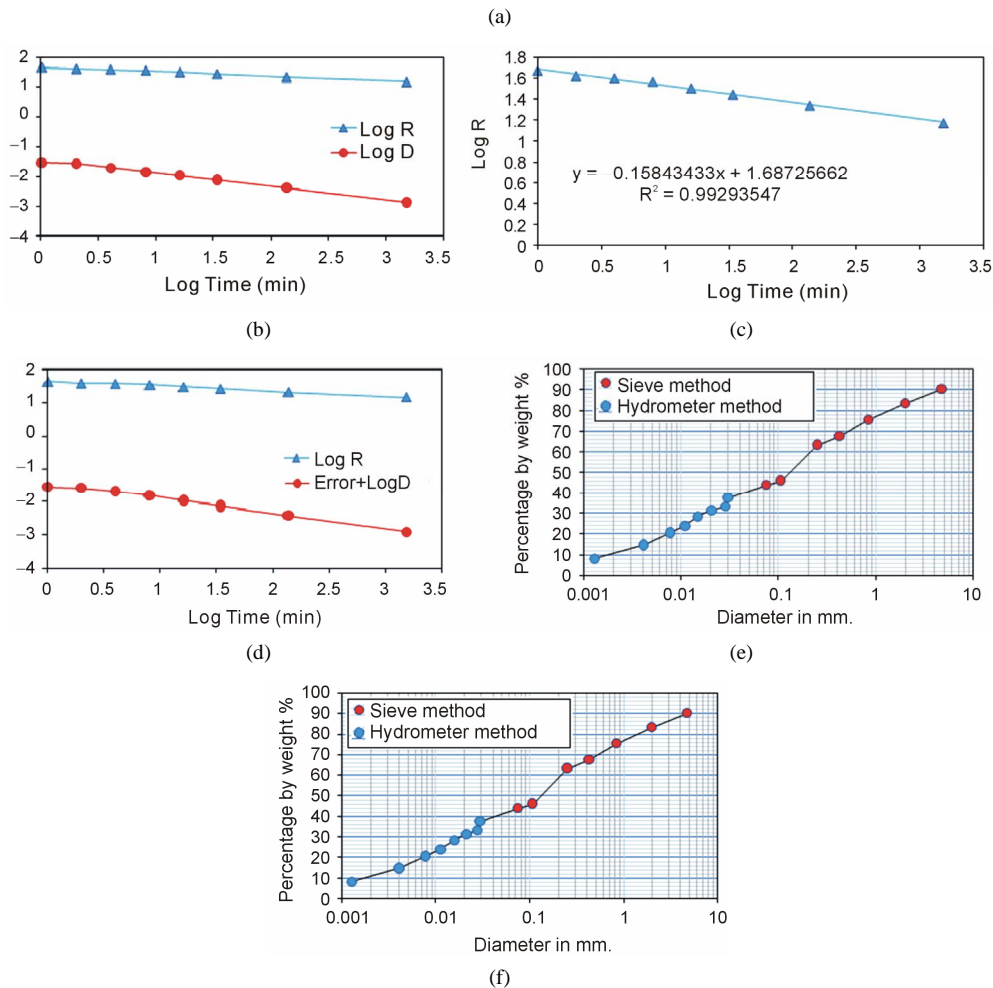 (a)
2
1
0
–1
–2
–3
–4
Log R
Log D
0 0.5 1 1.5 2 2.5 3 3.5
Log Time (min)
(b)
1.8
1.6
1.4
1.2
1
0.8
0.6
0.4
0.2
0
Log R
y = 0.15843433x + 1.68725662
R² = 0.99293547
0 0.5 1 1.5 2 2.5 3 3.5
Log Time (min)
(c)
2
1
0
–1
–2
–3
–4
Log R
Error+LogD
0 0.5 1 1.5 2 2.5 3 3.5
Log Time (min)
(d)
Percentage by weight %
100
90
80
70
60
50
40
30
20
10
0
Sieve method
Hydrometer method
0.001 0.01 0.1 1 10
Diameter in mm.
(e)
Percentage by weight %
100
90
80
70
60
50
40
30
20
10
0
Sieve method
Hydrometer method
0.001 0.01 0.1 1 10
Diameter in mm.
(f)